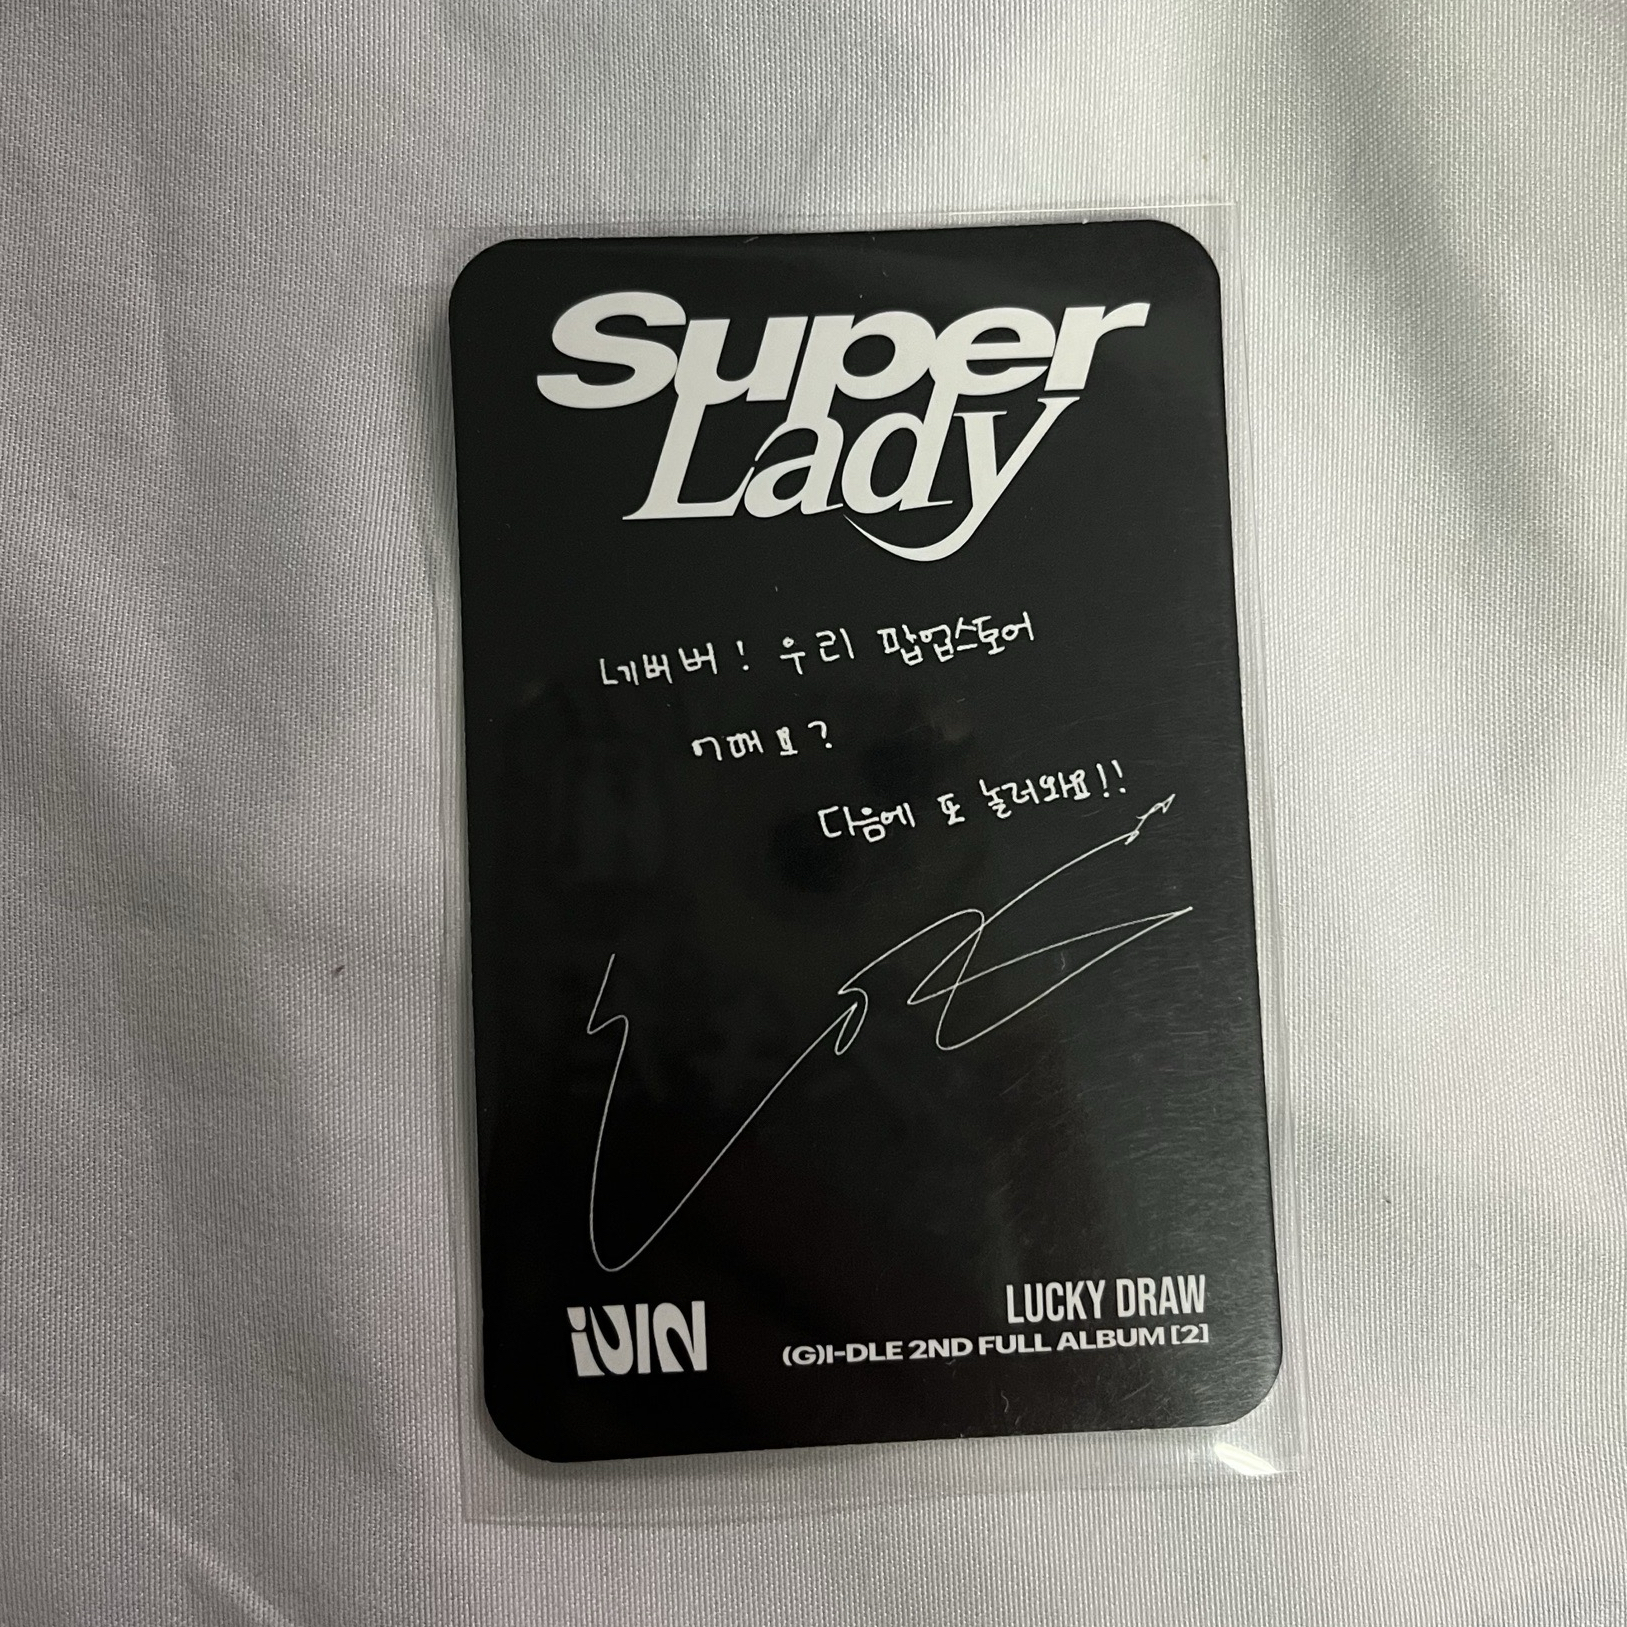 Super
Lady
네버버! 우리 팝업스토어
어때요?
다음에 또 놀러와요!!
LUCKY DRAW
(G)I-DLE 2ND FULL ALBUM [2]